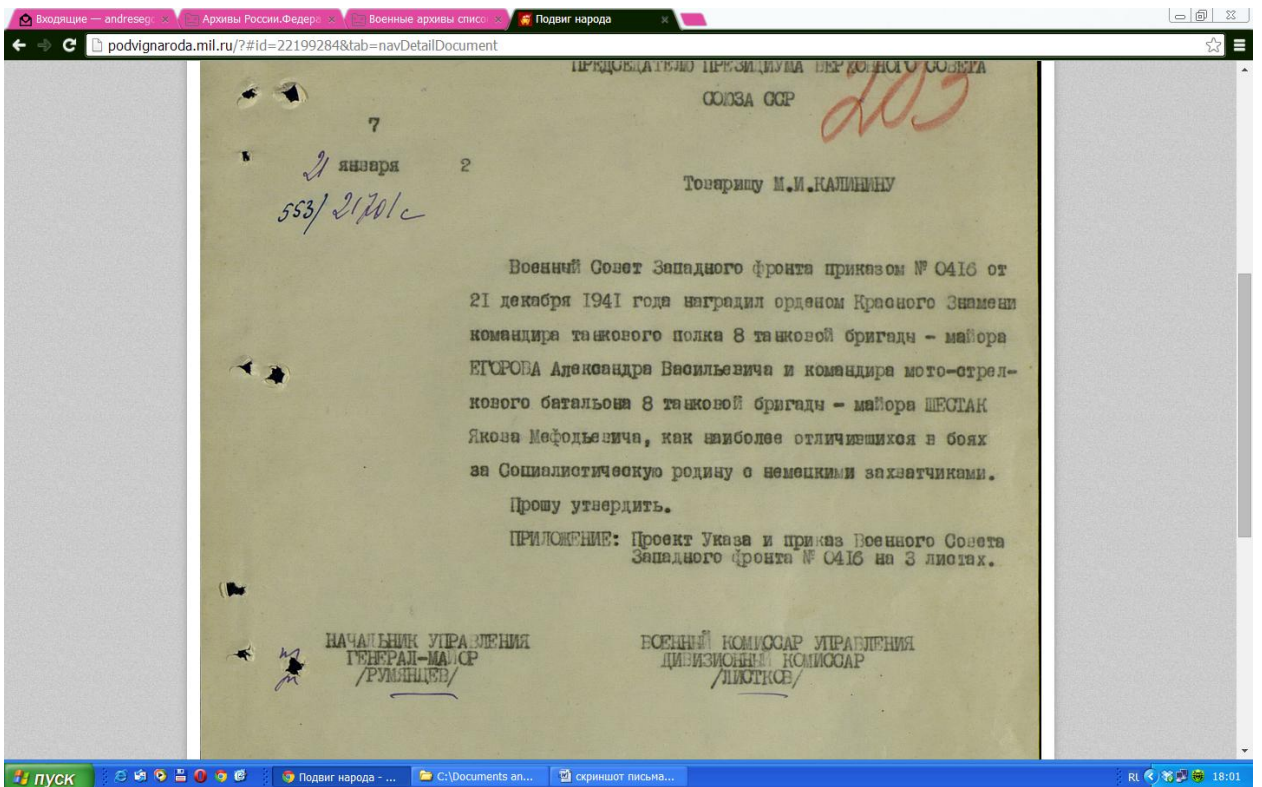 Входящие — andresego
Архивы России.Федера
Военные архивы списо
Подвиг народа
podvignaroda.mil.ru/?#id=22199284&tab=navDetailDocument
ПРЕДСЕДАТЕЛЮ ПРЕЗИДИУМА ВЕРХОВНОГО СОВЕТА
СОЮЗА ССР
203
7
21 января 2
553/2170/с
Товарищу М.И.КАЛИНИНУ
Военный Совет Западного фронта приказом № 0416 от
21 декабря 1941 года наградил орденом Красного Знамени
командира танкового полка 8 танковой бригады - майора
ЕГОРОВА Александра Васильевича и командира мото-стрел-
кового батальона 8 танковой бригады - майора ШЕСТАК
Якова Мефодьевича, как наиболее отличившихся в боях
за Социалистическую родину с немецкими захватчиками.
Прошу утвердить.
ПРИЛОЖЕНИЕ: Проект Указа и приказ Военного Совета
Западного фронта № 0416 на 3 листах.
НАЧАЛЬНИК УПРАВЛЕНИЯ
ГЕНЕРАЛ-МАЙОР
/РУМЯНЦЕВ/
ВОЕННЫЙ КОМИССАР УПРАВЛЕНИЯ
ДИВИЗИОННЫЙ КОМИССАР
/ЛИСТКОВ/
пуск
Подвиг народа - ...
C:\Documents an...
скриншот письма...
RL
18:01